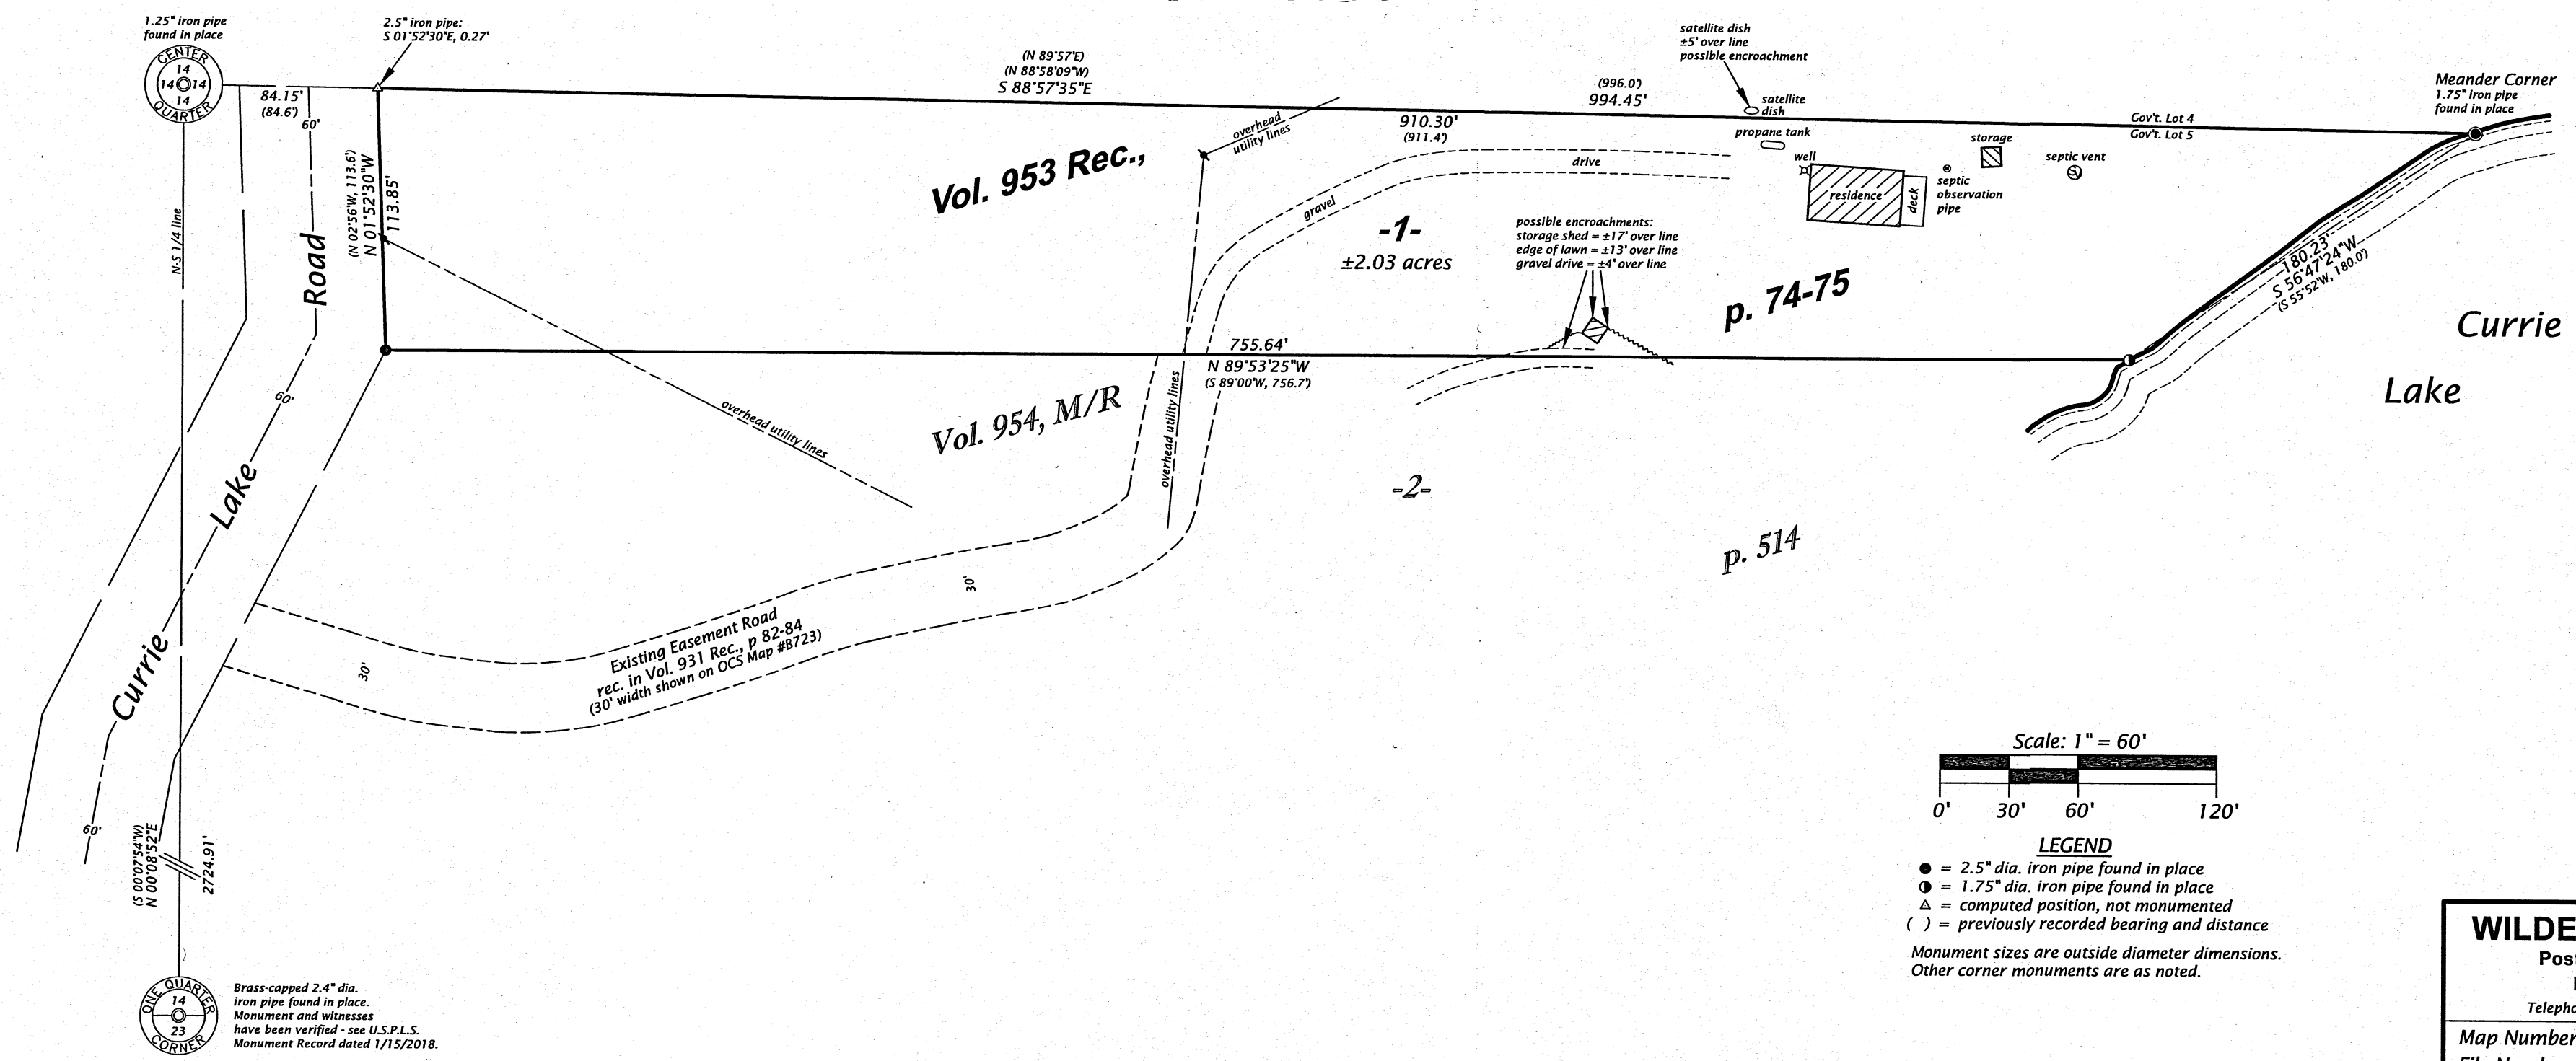 1.25" iron pipe
found in place
CENTER
14
14 14
14
QUARTER
2.5" iron pipe:
S 01°52'30"E, 0.27'
84.15'
(84.6')
60'
(N 89°57'E)
(N 88°58'09"W)
S 88°57'35"E
(996.0')
994.45'
910.30'
(911.4')
satellite dish
±5' over line
possible encroachment
satellite
dish
propane tank
well
residence
deck
septic
observation
pipe
storage
septic vent
Gov't. Lot 4
Gov't. Lot 5
Meander Corner
1.75" iron pipe
found in place
N-S 1/4 line
Road
(N 02°56'W, 113.6')
N 01°52'30"W
113.85'
Vol. 953 Rec.,
overhead
utility lines
drive
gravel
-1-
±2.03 acres
possible encroachments:
storage shed = ±17' over line
edge of lawn = ±13' over line
gravel drive = ±4' over line
p. 74-75
180.23'
S 56°47'24"W
(S 55°52'W, 180.0')
Currie
Lake
755.64'
N 89°53'25"W
(S 89°00'W, 756.7')
60'
overhead utility lines
Vol. 954, M/R
overhead utility lines
-2-
p. 514
Lake
Currie
30'
30'
Existing Easement Road
rec. in Vol. 931 Rec., p 82-84
(30' width shown on OCS Map #B723)
60'
(S 00°07'54"W)
N 00°08'52"E
2724.91'
Scale: 1" = 60'
0' 30' 60' 120'
LEGEND
= 2.5" dia. iron pipe found in place
= 1.75" dia. iron pipe found in place
△ = computed position, not monumented
( ) = previously recorded bearing and distance
Monument sizes are outside diameter dimensions.
Other corner monuments are as noted.
ONE QUARTER
14
23
CORNER
Brass-capped 2.4" dia.
iron pipe found in place.
Monument and witnesses
have been verified - see U.S.P.L.S.
Monument Record dated 1/15/2018.
WILDE
Post
Telepho
Map Number